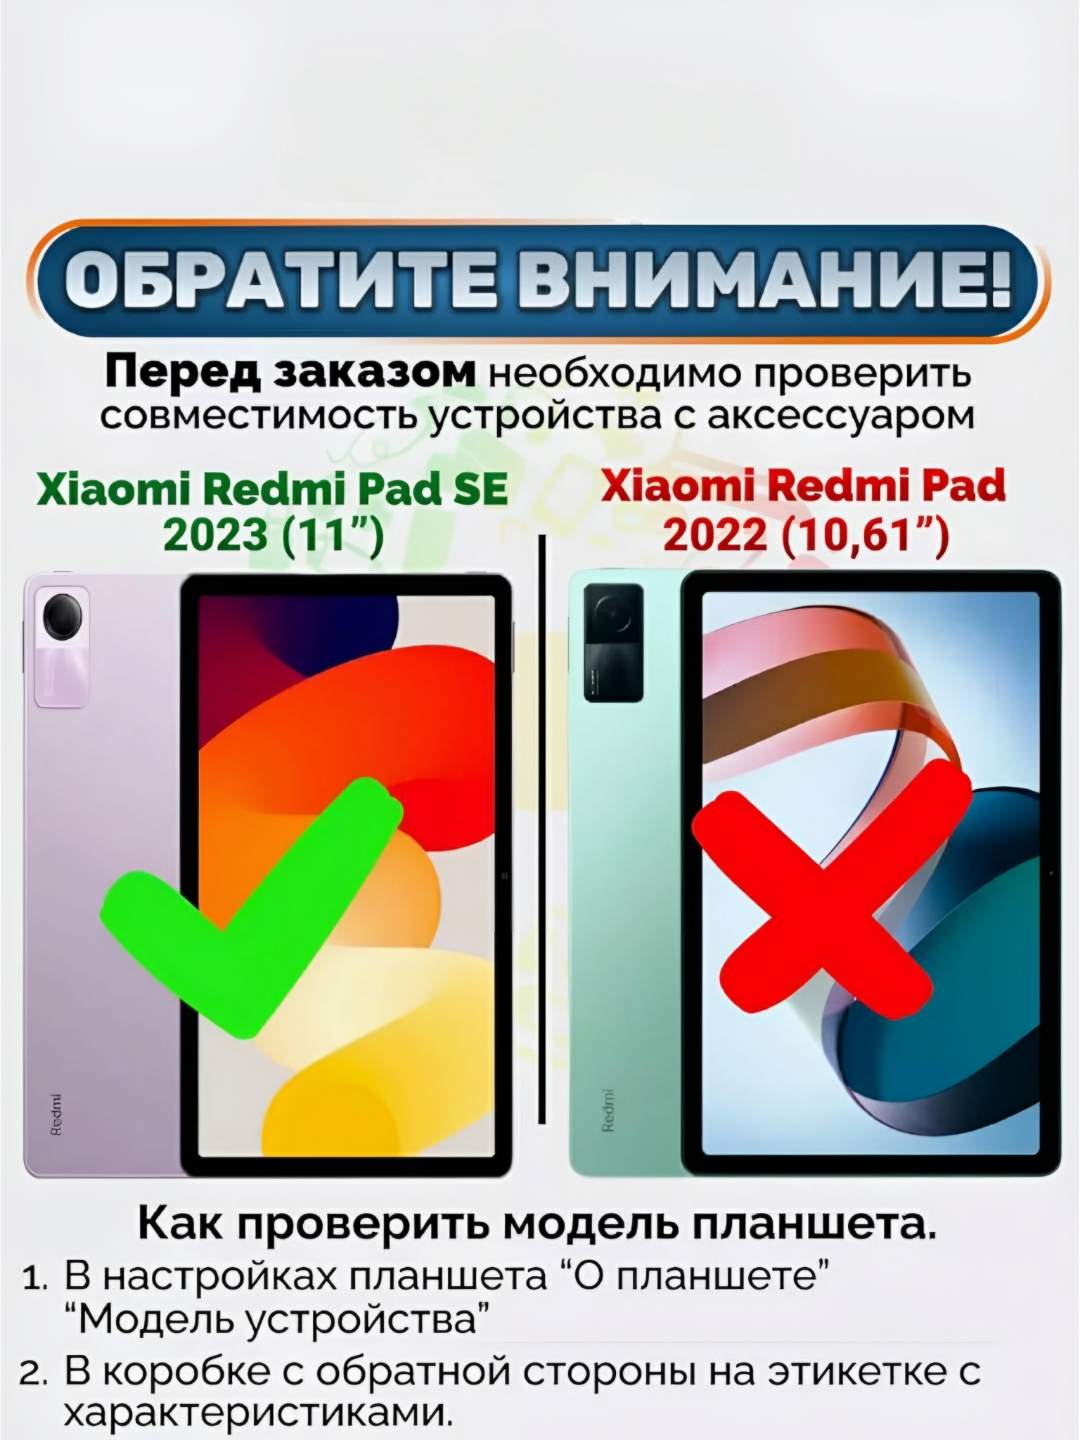 ОБРАТИТЕ ВНИМАНИЕ!
Перед заказом необходимо проверить
совместимость устройства с аксессуаром
Xiaomi Redmi Pad SE
2023 (11”)
Xiaomi Redmi Pad
2022 (10,61”)
Redmi
Redmi
Как проверить модель планшета.
1. В настройках планшета “О планшете”
“Модель устройства”
2. В коробке с обратной стороны на этикетке с
характеристиками.